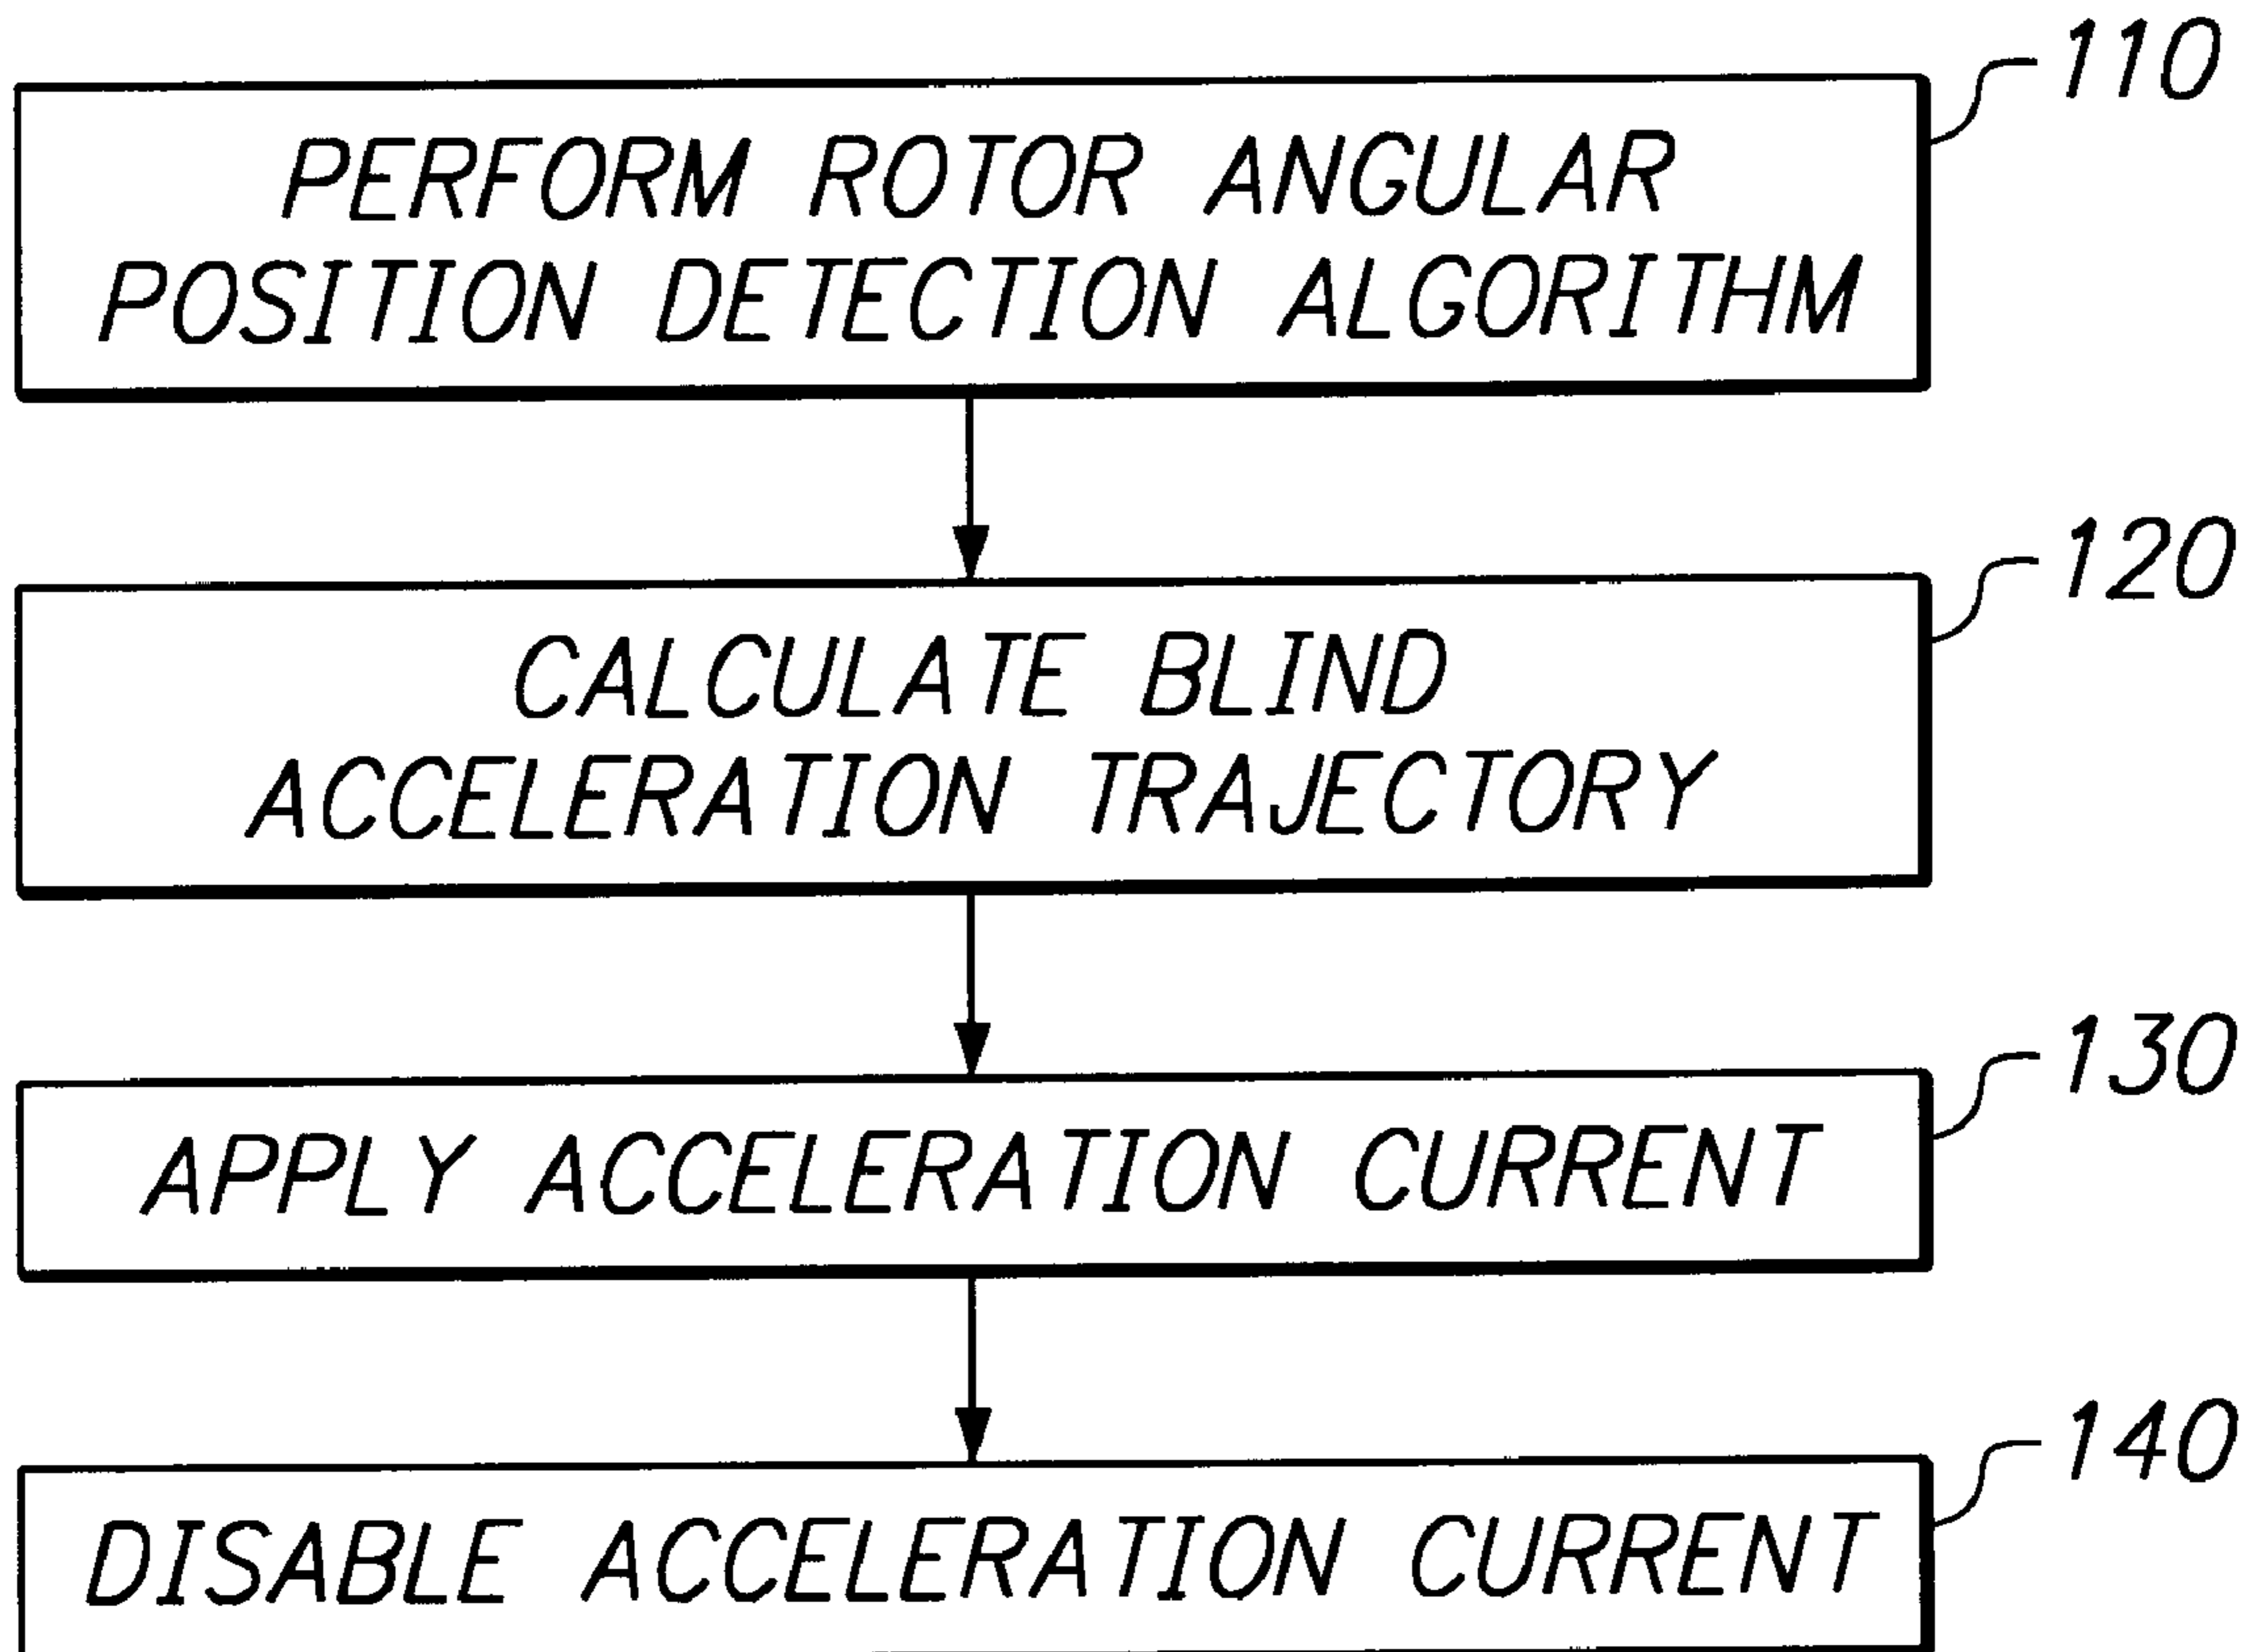 110
PERFORM ROTOR ANGULAR
POSITION DETECTION ALGORITHM
120
CALCULATE BLIND
ACCELERATION TRAJECTORY
130
APPLY ACCELERATION CURRENT
140
DISABLE ACCELERATION CURRENT